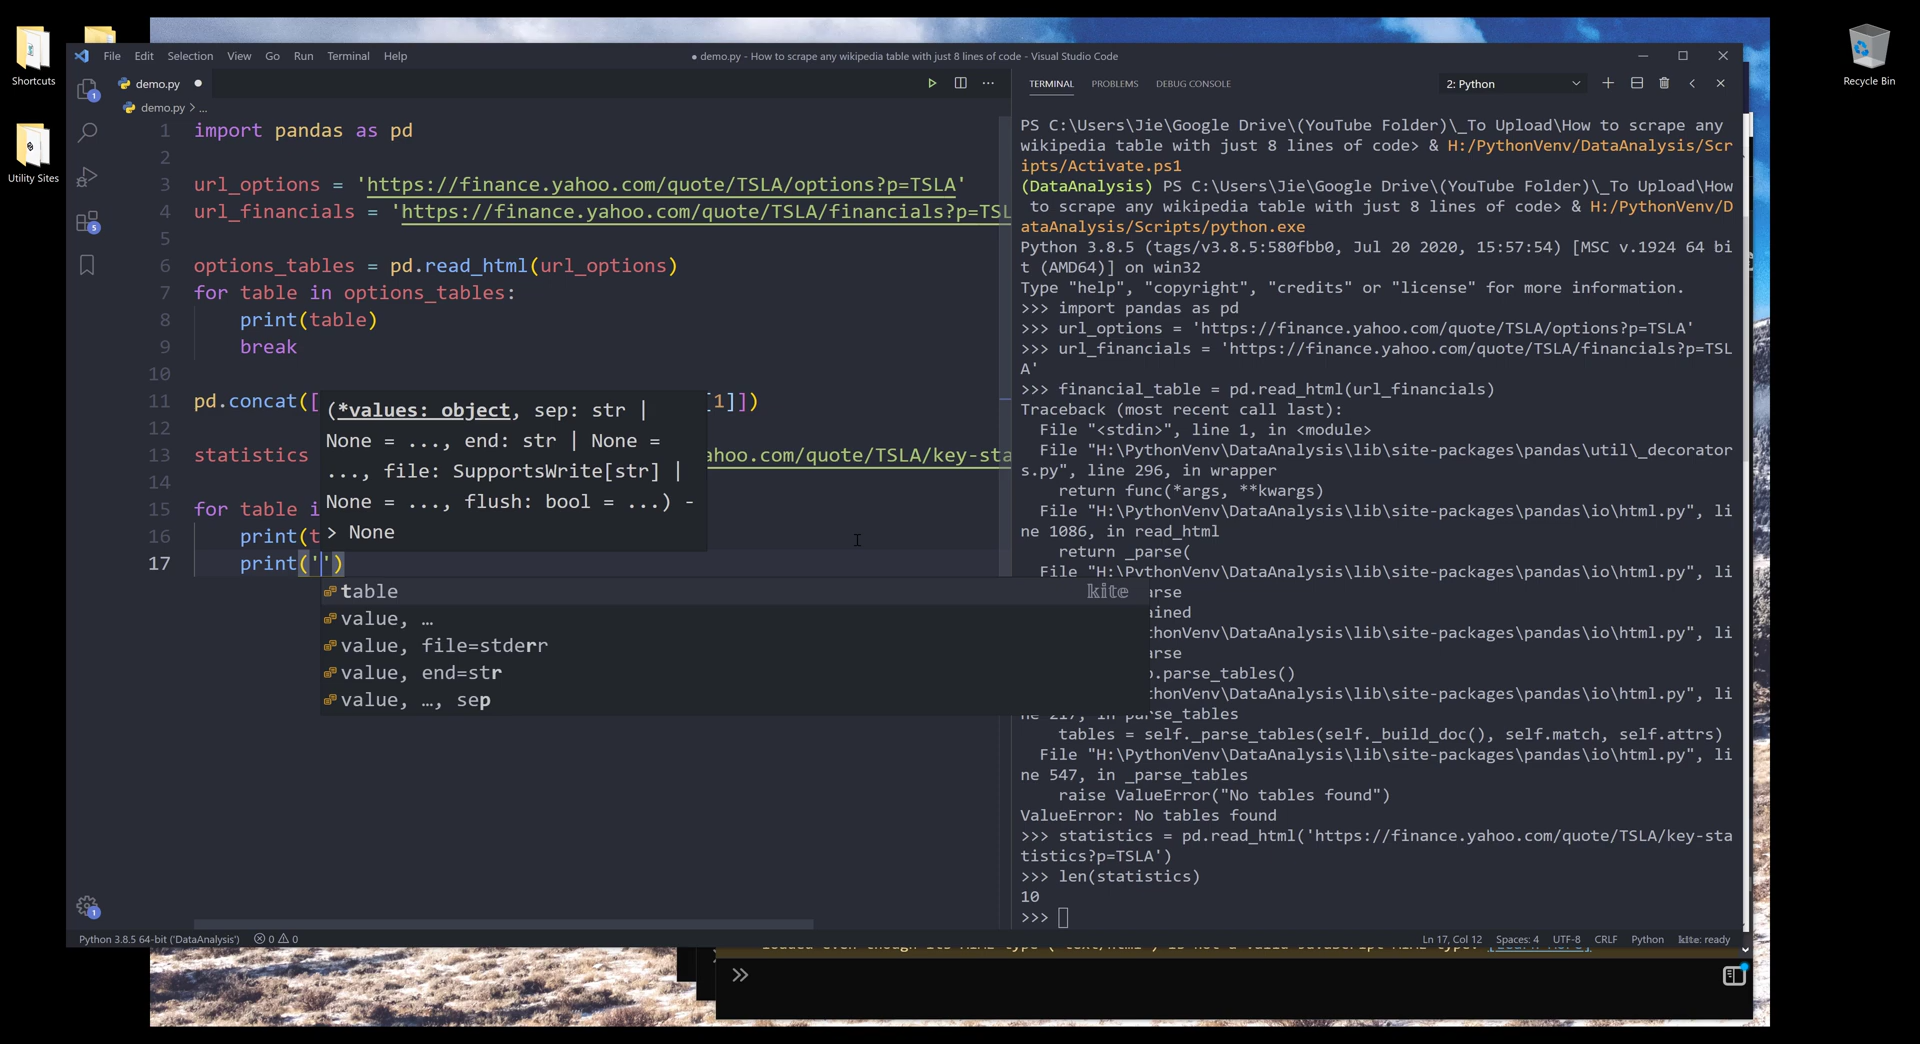 Shortcuts
Utility Sites
Recycle Bin
File Edit Selection View Go Run Terminal Help
● demo.py - How to scrape any wikipedia table with just 8 lines of code - Visual Studio Code
demo.py ●
demo.py > ...
1 import pandas as pd
2
3 url_options = 'https://finance.yahoo.com/quote/TSLA/options?p=TSLA'
4 url_financials = 'https://finance.yahoo.com/quote/TSLA/financials?p=TSL
5
6 options_tables = pd.read_html(url_options)
7 for table in options_tables:
8 print(table)
9 break
10
11 pd.concat([ [1]])
12
13 statistics ahoo.com/quote/TSLA/key-sta
14
15 for table i
16 print(t
17 print('')
(*values: object, sep: str |
None = ..., end: str | None =
..., file: SupportsWrite[str] |
None = ..., flush: bool = ...) -
> None
table kite
value, …
value, file=stderr
value, end=str
value, …, sep
TERMINAL PROBLEMS DEBUG CONSOLE 2: Python
PS C:\Users\Jie\Google Drive\(YouTube Folder)\_To Upload\How to scrape any
wikipedia table with just 8 lines of code> & H:/PythonVenv/DataAnalysis/Scr
ipts/Activate.ps1
(DataAnalysis) PS C:\Users\Jie\Google Drive\(YouTube Folder)\_To Upload\How
to scrape any wikipedia table with just 8 lines of code> & H:/PythonVenv/D
ataAnalysis/Scripts/python.exe
Python 3.8.5 (tags/v3.8.5:580fbb0, Jul 20 2020, 15:57:54) [MSC v.1924 64 bi
t (AMD64)] on win32
Type "help", "copyright", "credits" or "license" for more information.
>>> import pandas as pd
>>> url_options = 'https://finance.yahoo.com/quote/TSLA/options?p=TSLA'
>>> url_financials = 'https://finance.yahoo.com/quote/TSLA/financials?p=TSL
A'
>>> financial_table = pd.read_html(url_financials)
Traceback (most recent call last):
File "<stdin>", line 1, in <module>
File "H:\PythonVenv\DataAnalysis\lib\site-packages\pandas\util\_decorator
s.py", line 296, in wrapper
return func(*args, **kwargs)
File "H:\PythonVenv\DataAnalysis\lib\site-packages\pandas\io\html.py", li
ne 1086, in read_html
return _parse(
File "H:\PythonVenv\DataAnalysis\lib\site-packages\pandas\io\html.py", li
arse
ained
thonVenv\DataAnalysis\lib\site-packages\pandas\io\html.py", li
arse
.parse_tables()
thonVenv\DataAnalysis\lib\site-packages\pandas\io\html.py", li
ne 217, in parse_tables
tables = self._parse_tables(self._build_doc(), self.match, self.attrs)
File "H:\PythonVenv\DataAnalysis\lib\site-packages\pandas\io\html.py", li
ne 547, in _parse_tables
raise ValueError("No tables found")
ValueError: No tables found
>>> statistics = pd.read_html('https://finance.yahoo.com/quote/TSLA/key-sta
tistics?p=TSLA')
>>> len(statistics)
10
>>>
Python 3.8.5 64-bit ('DataAnalysis') 0 0
Ln 17, Col 12 Spaces: 4 UTF-8 CRLF Python kite: ready